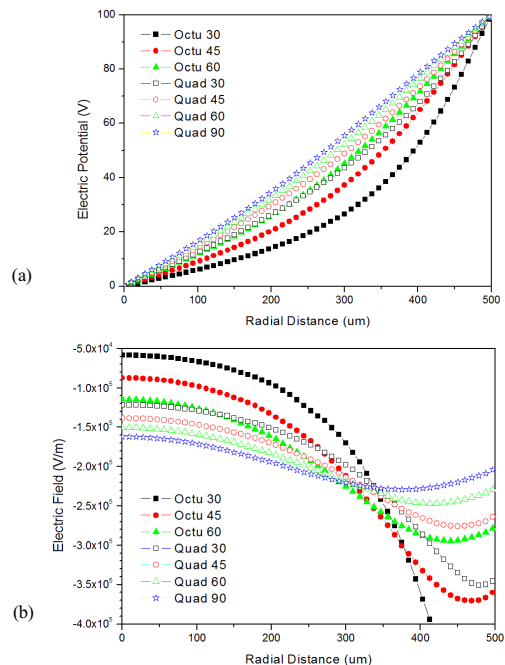 100
80
60
40
20
0
Electric Potential (V)
Octu 30
Octu 45
Octu 60
Quad 30
Quad 45
Quad 60
Quad 90
0 100 200 300 400 500
Radial Distance (um)
(a)
-5.0x10⁴
-1.0x10⁵
-1.5x10⁵
-2.0x10⁵
-2.5x10⁵
-3.0x10⁵
-3.5x10⁵
-4.0x10⁵
Electric Field (V/m)
Octu 30
Octu 45
Octu 60
Quad 30
Quad 45
Quad 60
Quad 90
0 100 200 300 400 500
Radial Distance (um)
(b)